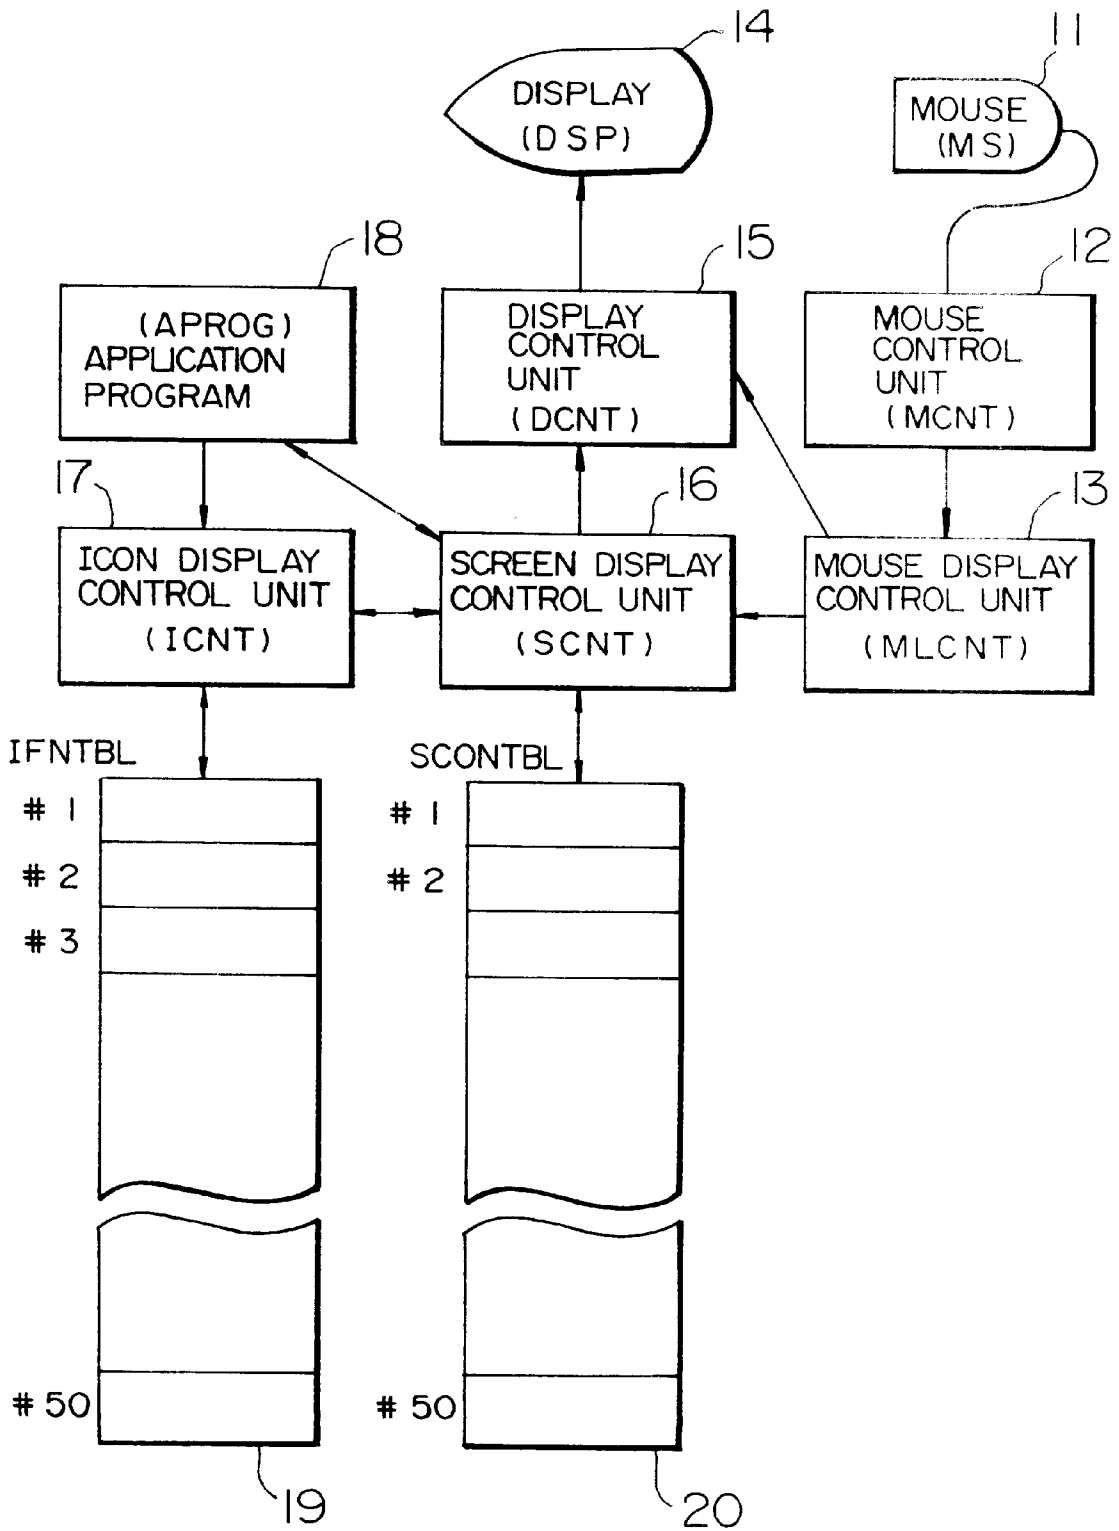 14
DISPLAY
(DSP)
11
MOUSE
(MS)
18
(APROG)
APPLICATION
PROGRAM
15
DISPLAY
CONTROL
UNIT
(DCNT)
12
MOUSE
CONTROL
UNIT
(MCNT)
17
ICON DISPLAY
CONTROL UNIT
(ICNT)
16
SCREEN DISPLAY
CONTROL UNIT
(SCNT)
13
MOUSE DISPLAY
CONTROL UNIT
(MLCNT)
IFNTBL
#1
#2
#3
#50
19
SCONTBL
#1
#2
#50
20